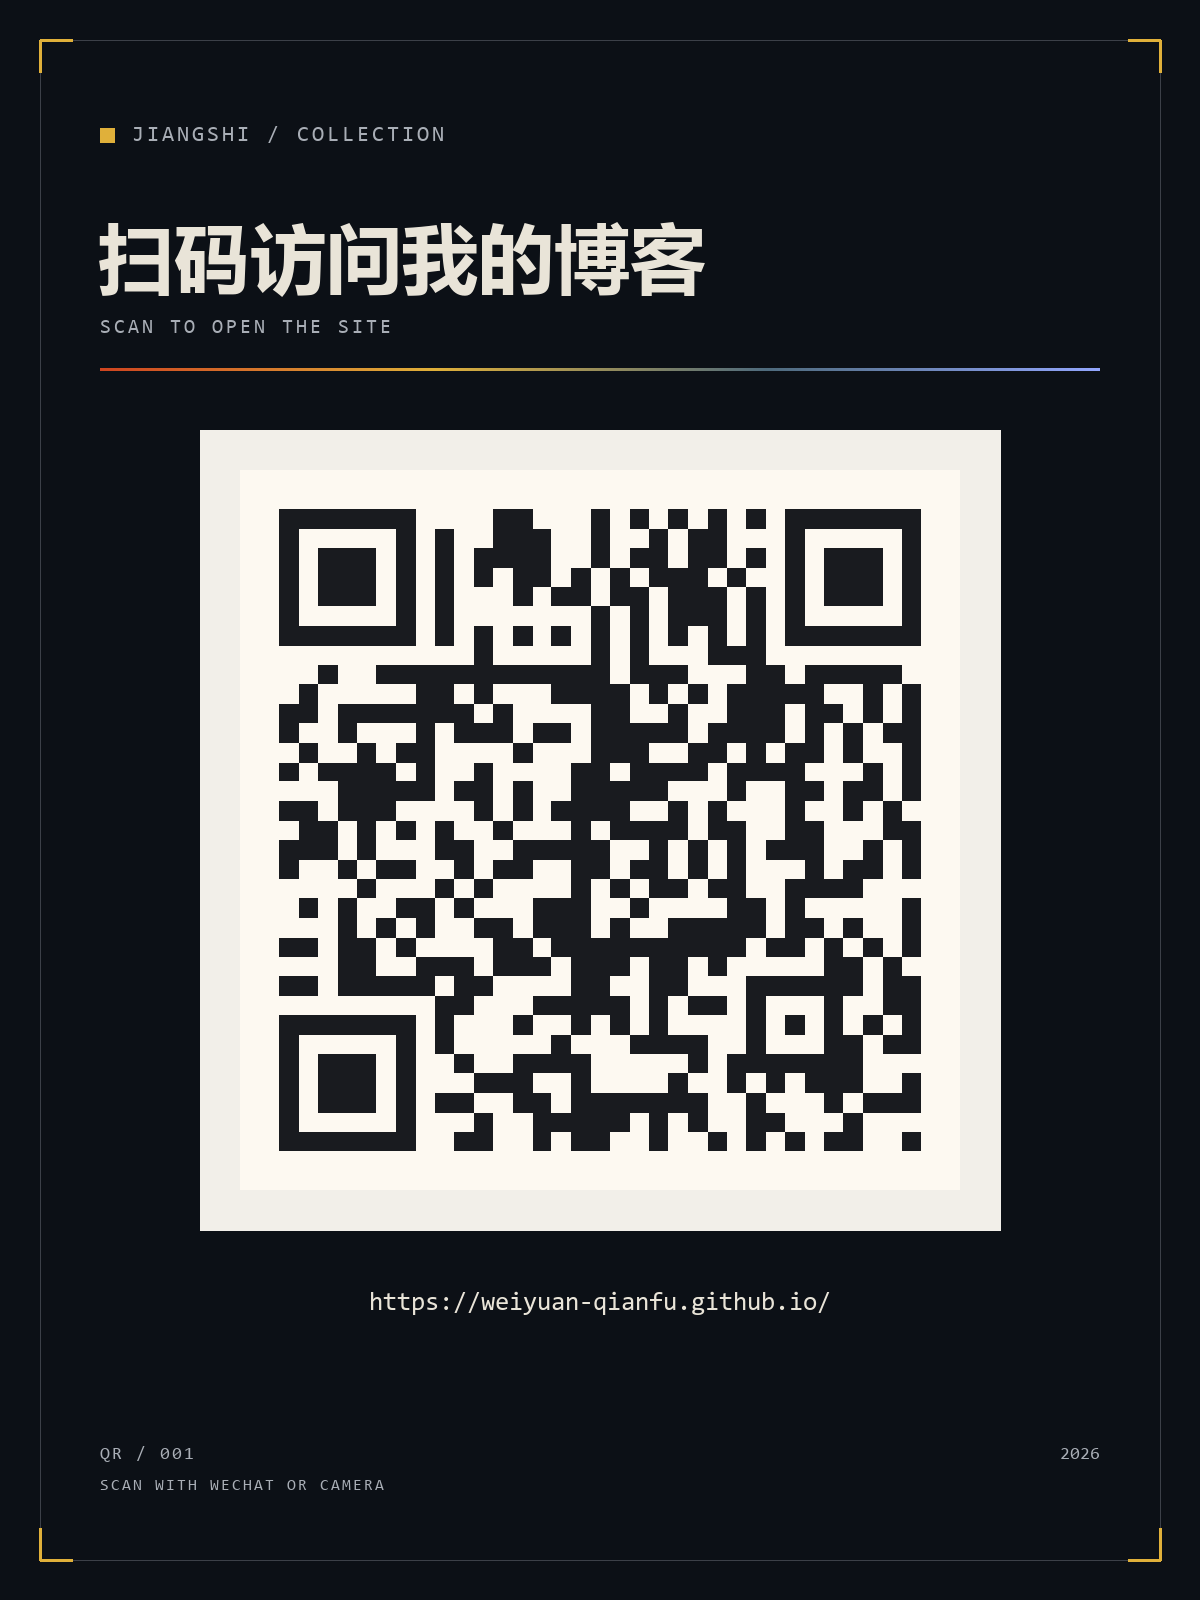 JIANGSHI / COLLECTION
扫码访问我的博客
SCAN TO OPEN THE SITE
https://weiyuan-qianfu.github.io/
QR / 001
2026
SCAN WITH WECHAT OR CAMERA